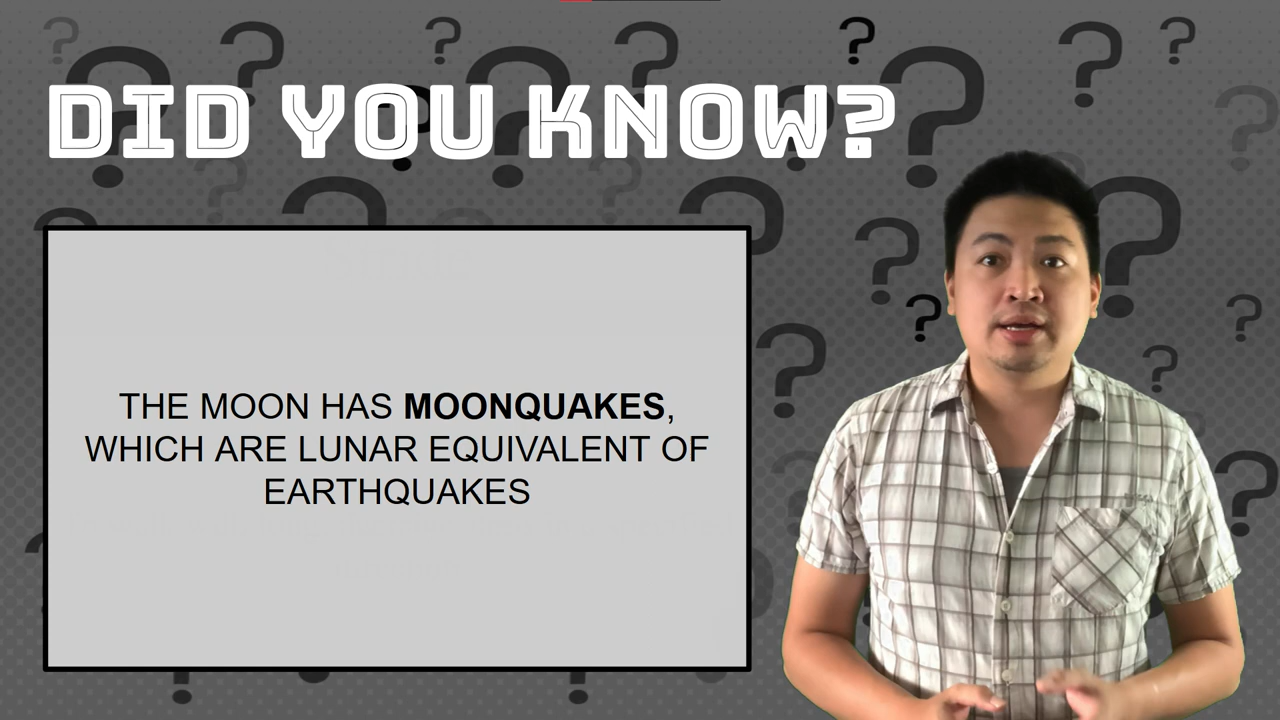 DID YOU KNOW?
THE MOON HAS MOONQUAKES,
WHICH ARE LUNAR EQUIVALENT OF
EARTHQUAKES